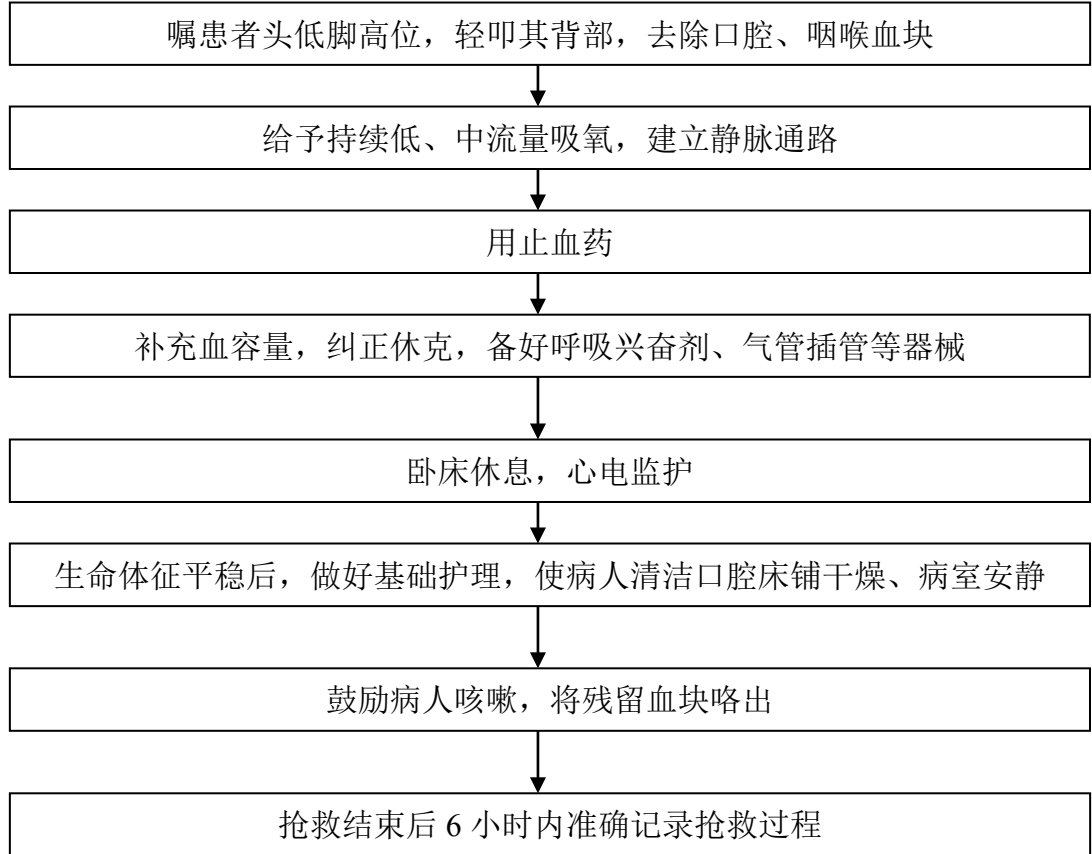 嘱患者头低脚高位，轻叩其背部，去除口腔、咽喉血块
给予持续低、中流量吸氧，建立静脉通路
用止血药
补充血容量，纠正休克，备好呼吸兴奋剂、气管插管等器械
卧床休息，心电监护
生命体征平稳后，做好基础护理，使病人清洁口腔床铺干燥、病室安静
鼓励病人咳嗽，将残留血块咯出
抢救结束后 6 小时内准确记录抢救过程